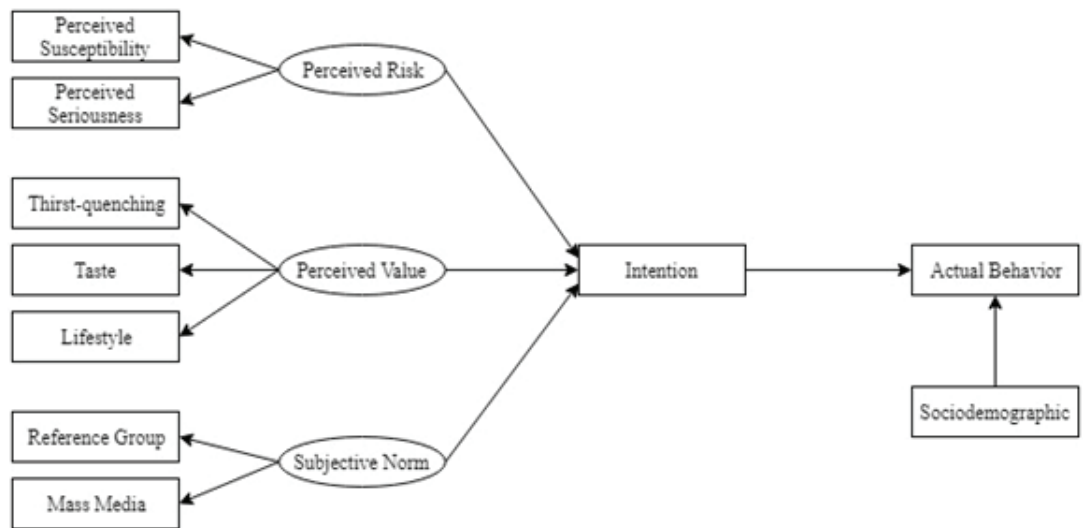 Perceived
Susceptibility
Perceived Risk
Perceived
Seriousness
Thirst-quenching
Taste
Perceived Value
Intention
Actual Behavior
Lifestyle
Sociodemographic
Reference Group
Subjective Norm
Mass Media